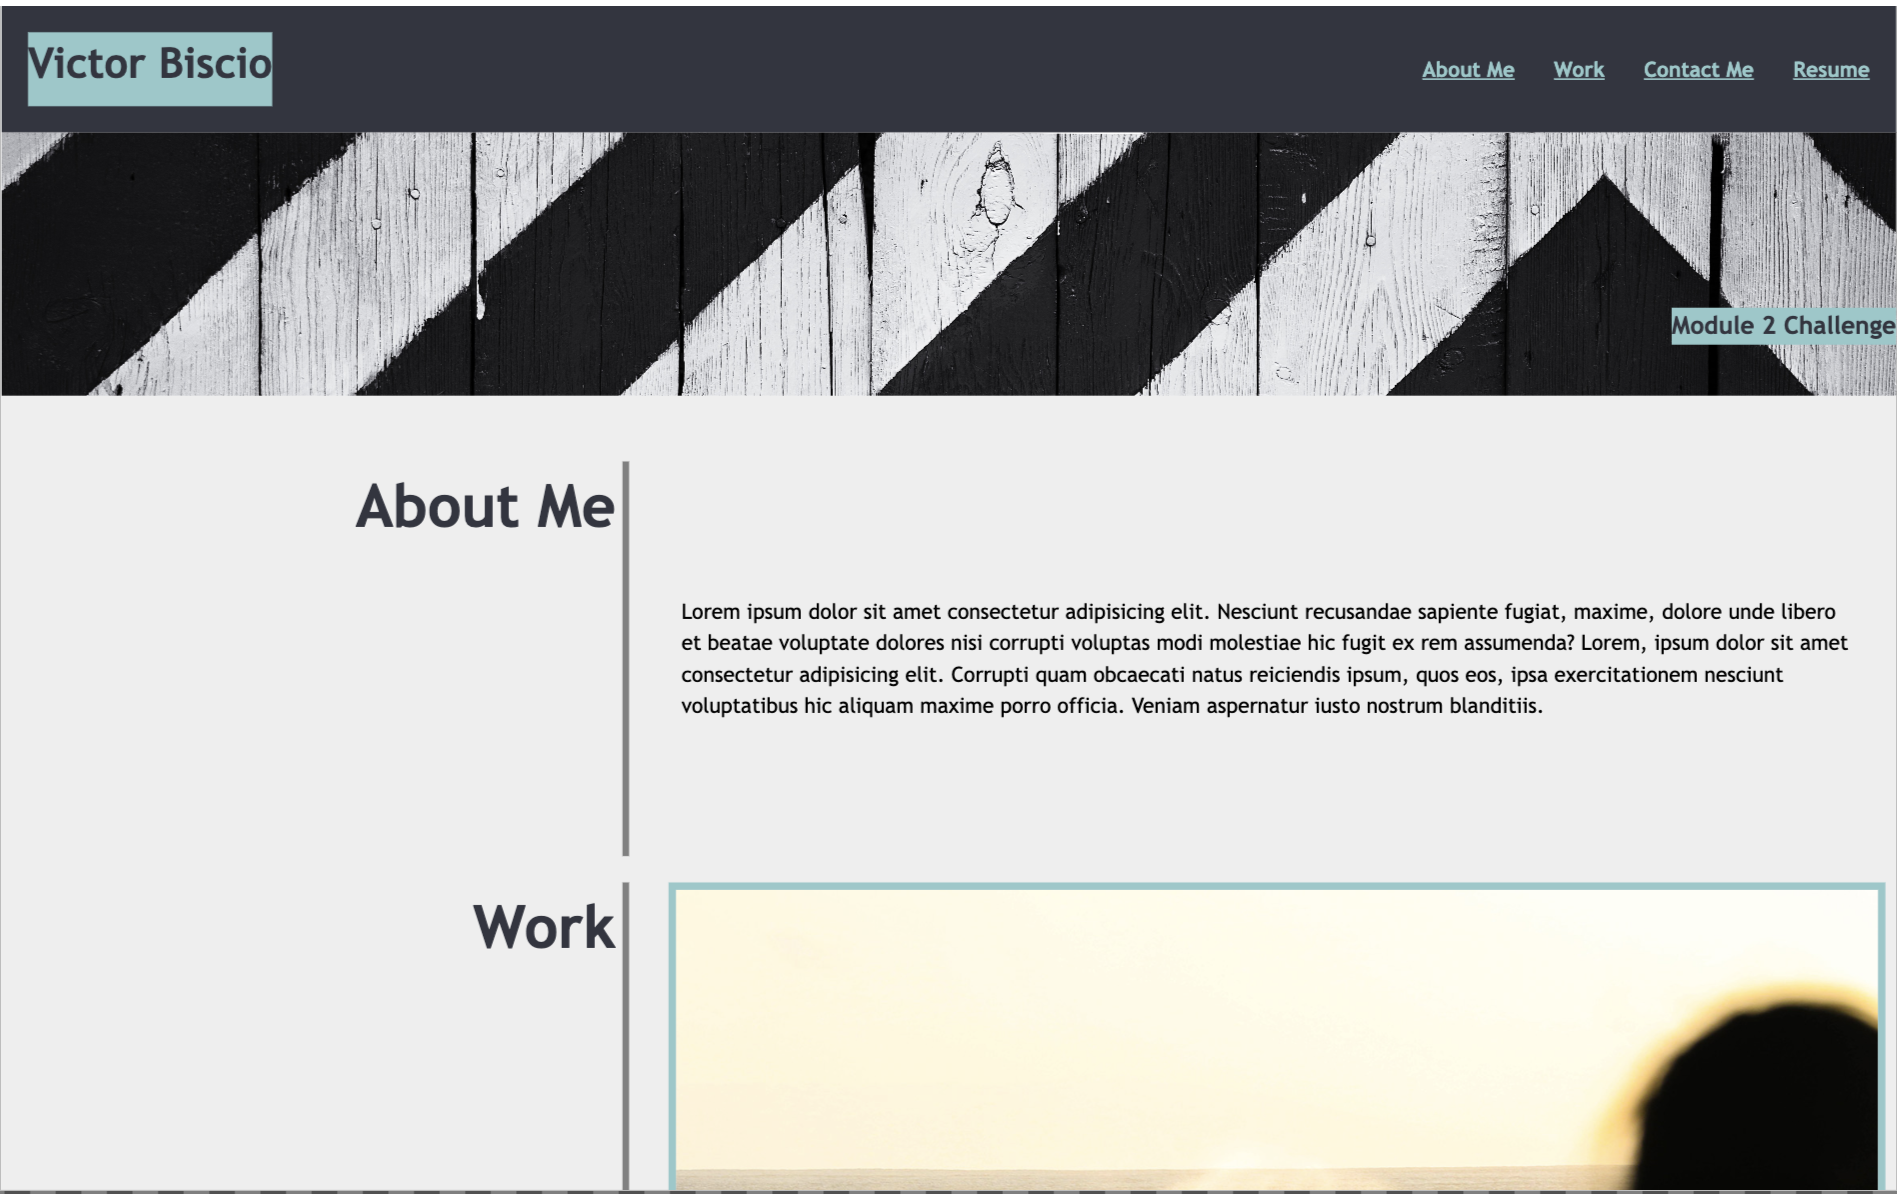 Victor Biscio
About Me Work Contact Me Resume
Module 2 Challenge
About Me
Lorem ipsum dolor sit amet consectetur adipisicing elit. Nesciunt recusandae sapiente fugiat, maxime, dolore unde libero
et beatae voluptate dolores nisi corrupti voluptas modi molestiae hic fugit ex rem assumenda? Lorem, ipsum dolor sit amet
consectetur adipisicing elit. Corrupti quam obcaecati natus reiciendis ipsum, quos eos, ipsa exercitationem nesciunt
voluptatibus hic aliquam maxime porro officia. Veniam aspernatur iusto nostrum blanditiis.
Work